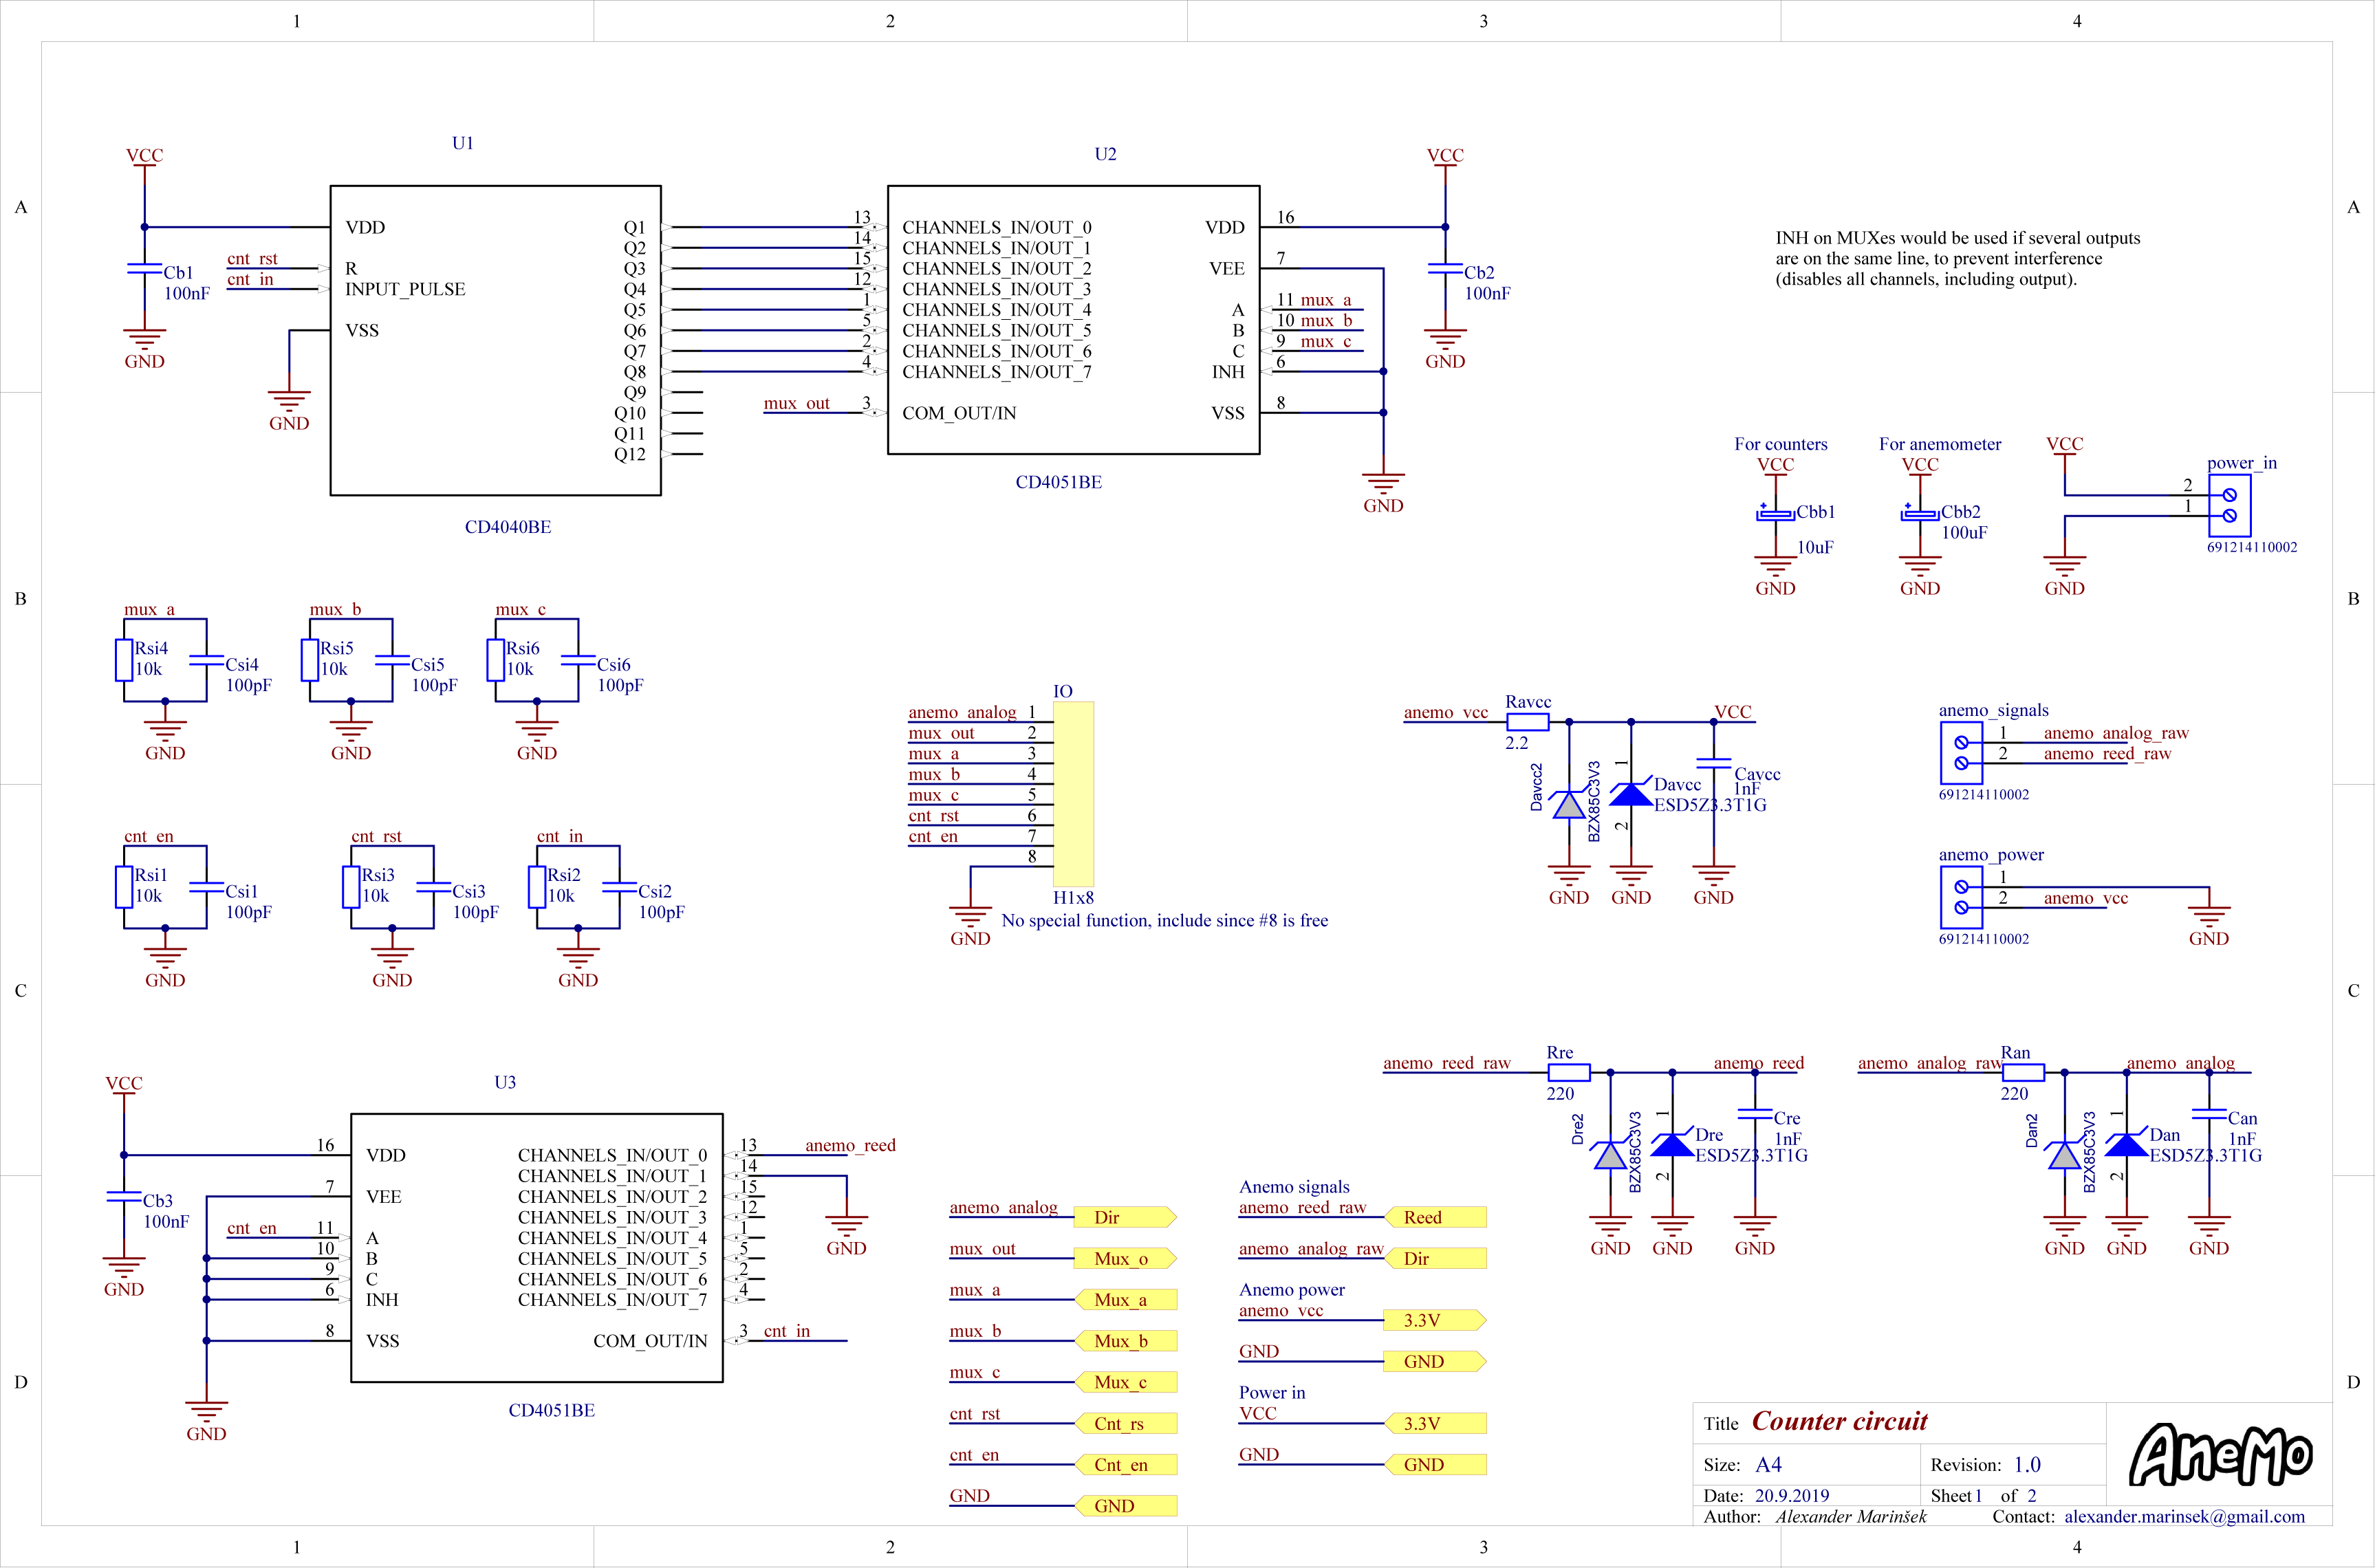 1 2 3 4
A A
B B
C C
D D
1 2 3 4
U1
VCC
Cb1
100nF
GND
cnt_rst
cnt_in
GND
VDD
R
INPUT_PULSE
VSS
Q1
Q2
Q3
Q4
Q5
Q6
Q7
Q8
Q9
Q10
Q11
Q12
CD4040BE
U2
13 CHANNELS_IN/OUT_0
14 CHANNELS_IN/OUT_1
15 CHANNELS_IN/OUT_2
12 CHANNELS_IN/OUT_3
1 CHANNELS_IN/OUT_4
5 CHANNELS_IN/OUT_5
2 CHANNELS_IN/OUT_6
4 CHANNELS_IN/OUT_7
mux_out 3 COM_OUT/IN
VDD 16
VEE 7
A 11 mux_a
B 10 mux_b
C 9 mux_c
INH 6
VSS 8
CD4051BE
VCC
Cb2
100nF
GND
GND
INH on MUXes would be used if several outputs
are on the same line, to prevent interference
(disables all channels, including output).
For counters
VCC
Cbb1
10uF
GND
For anemometer
VCC
Cbb2
100uF
GND
VCC
power_in
2
1
691214110002
GND
mux_a
Rsi4
10k
Csi4
100pF
GND
mux_b
Rsi5
10k
Csi5
100pF
GND
mux_c
Rsi6
10k
Csi6
100pF
GND
cnt_en
Rsi1
10k
Csi1
100pF
GND
cnt_rst
Rsi3
10k
Csi3
100pF
GND
cnt_in
Rsi2
10k
Csi2
100pF
GND
IO
anemo_analog 1
mux_out 2
mux_a 3
mux_b 4
mux_c 5
cnt_rst 6
cnt_en 7
8
H1x8
GND
No special function, include since #8 is free
anemo_vcc
Ravcc
2.2
VCC
Davcc2
BZX85C3V3
1
2
Davcc
ESD5Z3.3T1G
Cavcc
1nF
GND GND GND
anemo_signals
1 anemo_analog_raw
2 anemo_reed_raw
691214110002
anemo_power
1
2 anemo_vcc
691214110002
GND
anemo_reed_raw
Rre
220
anemo_reed
Dre2
BZX85C3V3
1
2
Dre
ESD5Z3.3T1G
Cre
1nF
GND GND GND
anemo_analog_raw
Ran
220
anemo_analog
Dan2
BZX85C3V3
1
2
Dan
ESD5Z3.3T1G
Can
1nF
GND GND GND
U3
VCC
Cb3
100nF
GND
16 VDD
7 VEE
cnt_en 11 A
10 B
9 C
6 INH
8 VSS
GND
CHANNELS_IN/OUT_0 13 anemo_reed
CHANNELS_IN/OUT_1 14
CHANNELS_IN/OUT_2 15
CHANNELS_IN/OUT_3 12
CHANNELS_IN/OUT_4 1
CHANNELS_IN/OUT_5 5
CHANNELS_IN/OUT_6 2
CHANNELS_IN/OUT_7 4
COM_OUT/IN 3 cnt_in
GND
CD4051BE
anemo_analog Dir
mux_out Mux_o
mux_a Mux_a
mux_b Mux_b
mux_c Mux_c
cnt_rst Cnt_rs
cnt_en Cnt_en
GND GND
Anemo signals
anemo_reed_raw Reed
anemo_analog_raw Dir
Anemo power
anemo_vcc 3.3V
GND GND
Power in
VCC 3.3V
GND GND
Title Counter circuit
Size: A4 Revision: 1.0
Date: 20.9.2019 Sheet 1 of 2
Author: Alexander Marinšek Contact: alexander.marinsek@gmail.com
AneMo